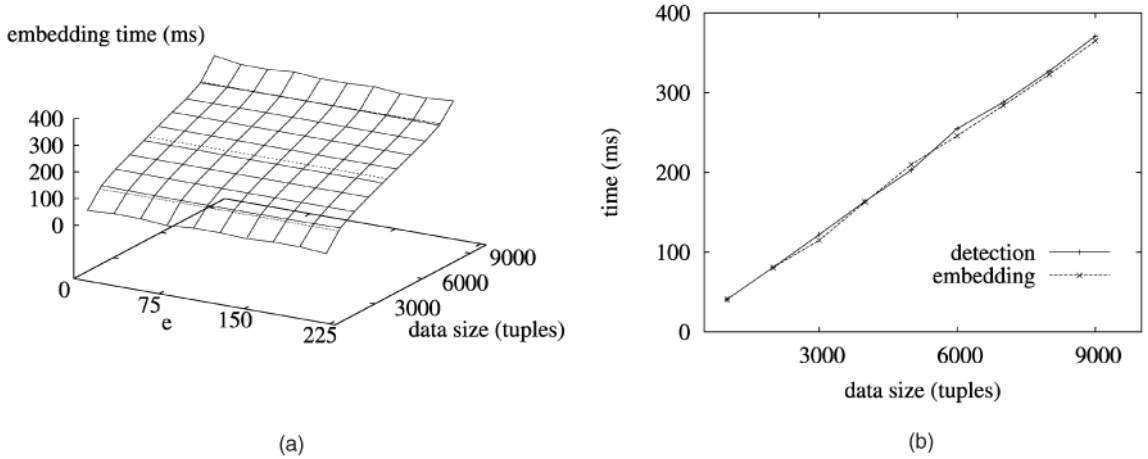 embedding time (ms)
400
300
200
100
0
0
75
150
225
e
3000
6000
9000
data size (tuples)
(a)
400
300
200
100
0
time (ms)
detection
embedding
3000
6000
9000
data size (tuples)
(b)